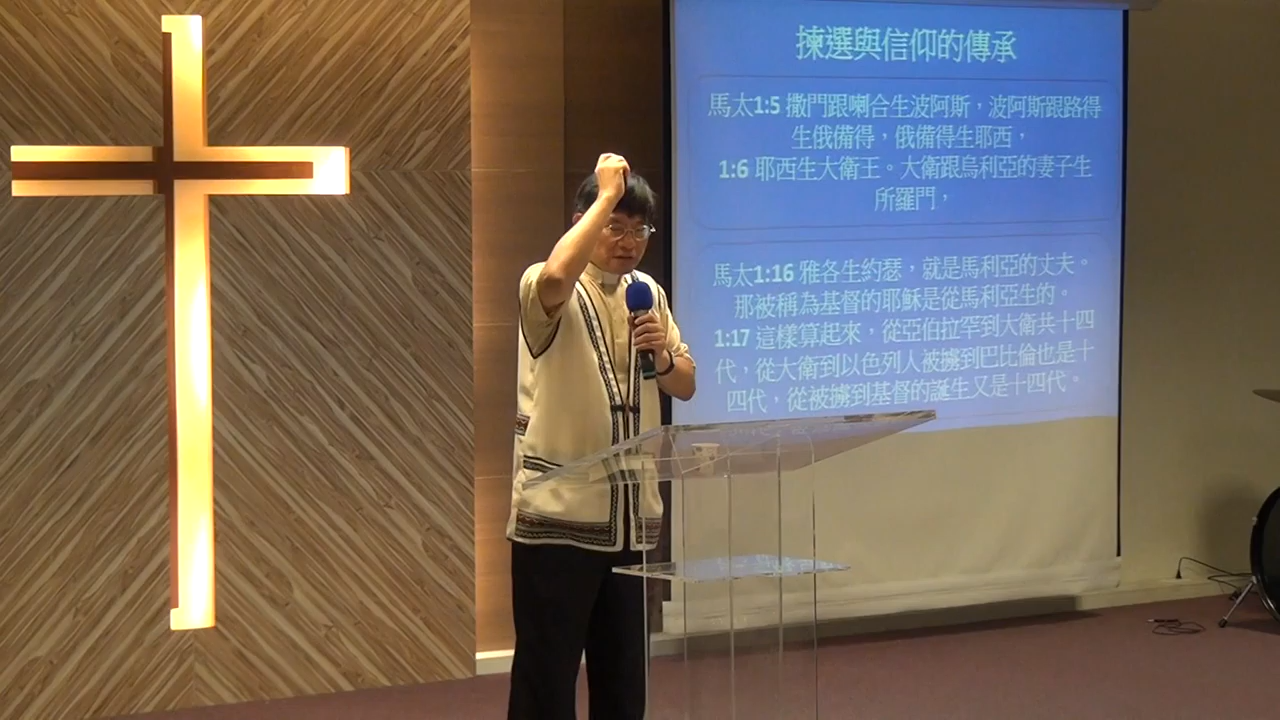 揀選與信仰的傳承
馬太1:5 撒門跟喇合生波阿斯，波阿斯跟路得
生俄備得，俄備得生耶西，
1:6 耶西生大衛王。大衛跟烏利亞的妻子生
所羅門，
馬太1:16 雅各生約瑟，就是馬利亞的丈夫。
那被稱為基督的耶穌是從馬利亞生的。
1:17 這樣算起來，從亞伯拉罕到大衛共十四
代，從大衛到以色列人被擄到巴比倫也是十
四代，從被擄到基督的誕生又是十四代。